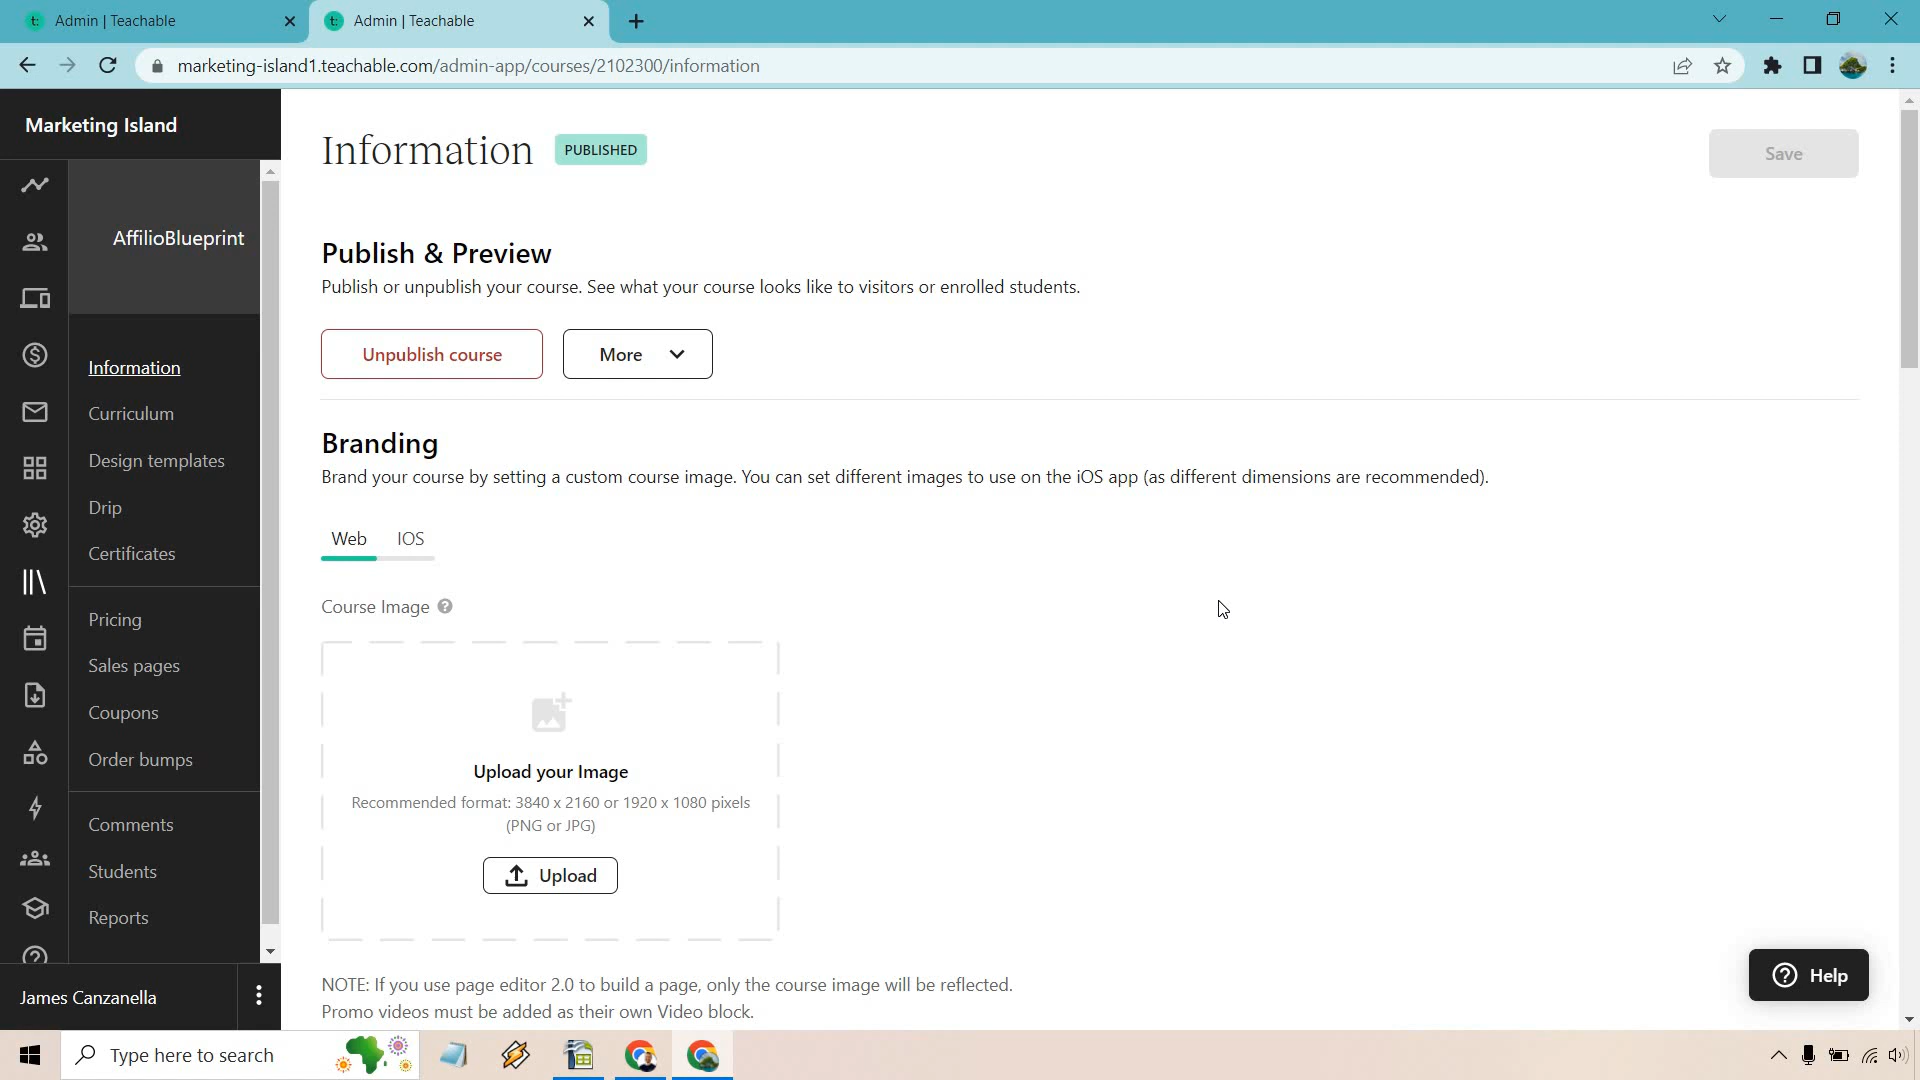 Admin | Teachable
Admin | Teachable
marketing-island1.teachable.com/admin-app/courses/2102300/information
Marketing Island
AffilioBlueprint
Information
Curriculum
Design templates
Drip
Certificates
Pricing
Sales pages
Coupons
Order bumps
Comments
Students
Reports
James Canzanella
Information
PUBLISHED
Save
Publish & Preview
Publish or unpublish your course. See what your course looks like to visitors or enrolled students.
Unpublish course
More
Branding
Brand your course by setting a custom course image. You can set different images to use on the iOS app (as different dimensions are recommended).
Web
IOS
Course Image
Upload your Image
Recommended format: 3840 x 2160 or 1920 x 1080 pixels
(PNG or JPG)
Upload
NOTE: If you use page editor 2.0 to build a page, only the course image will be reflected.
Promo videos must be added as their own Video block.
Help
Type here to search